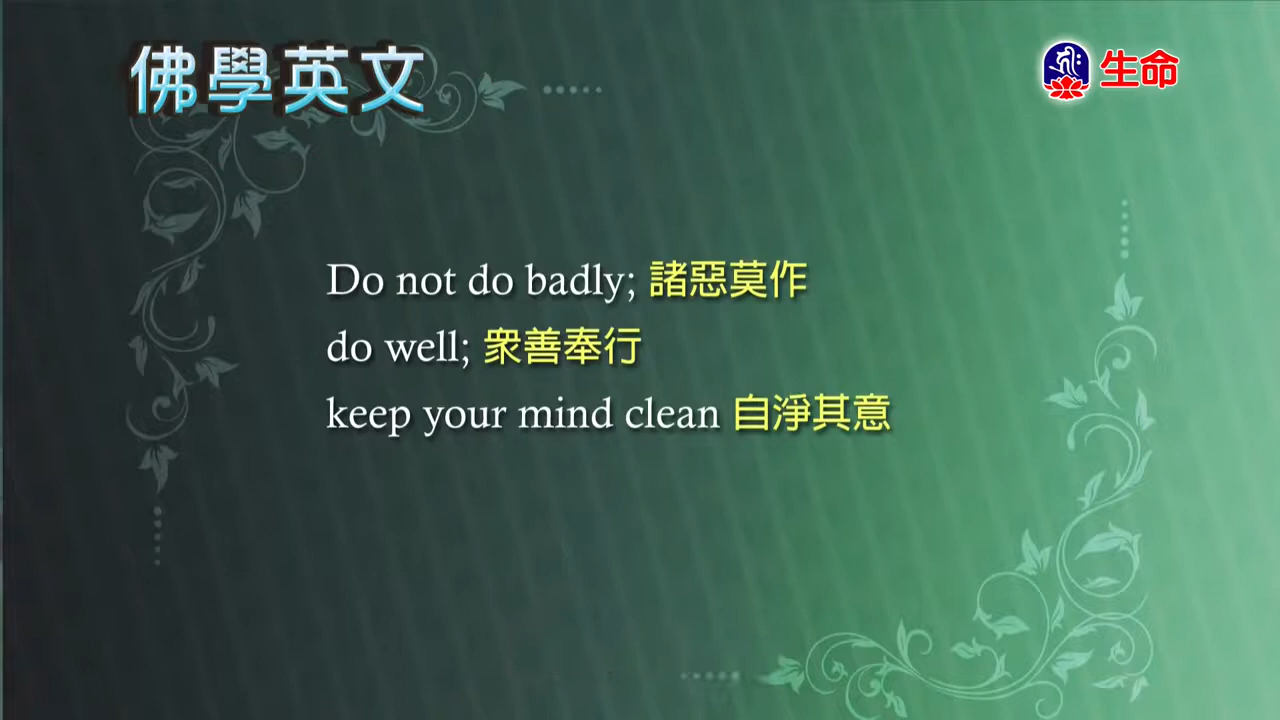 佛學英文
生命
Do not do badly; 諸惡莫作
do well; 眾善奉行
keep your mind clean 自淨其意